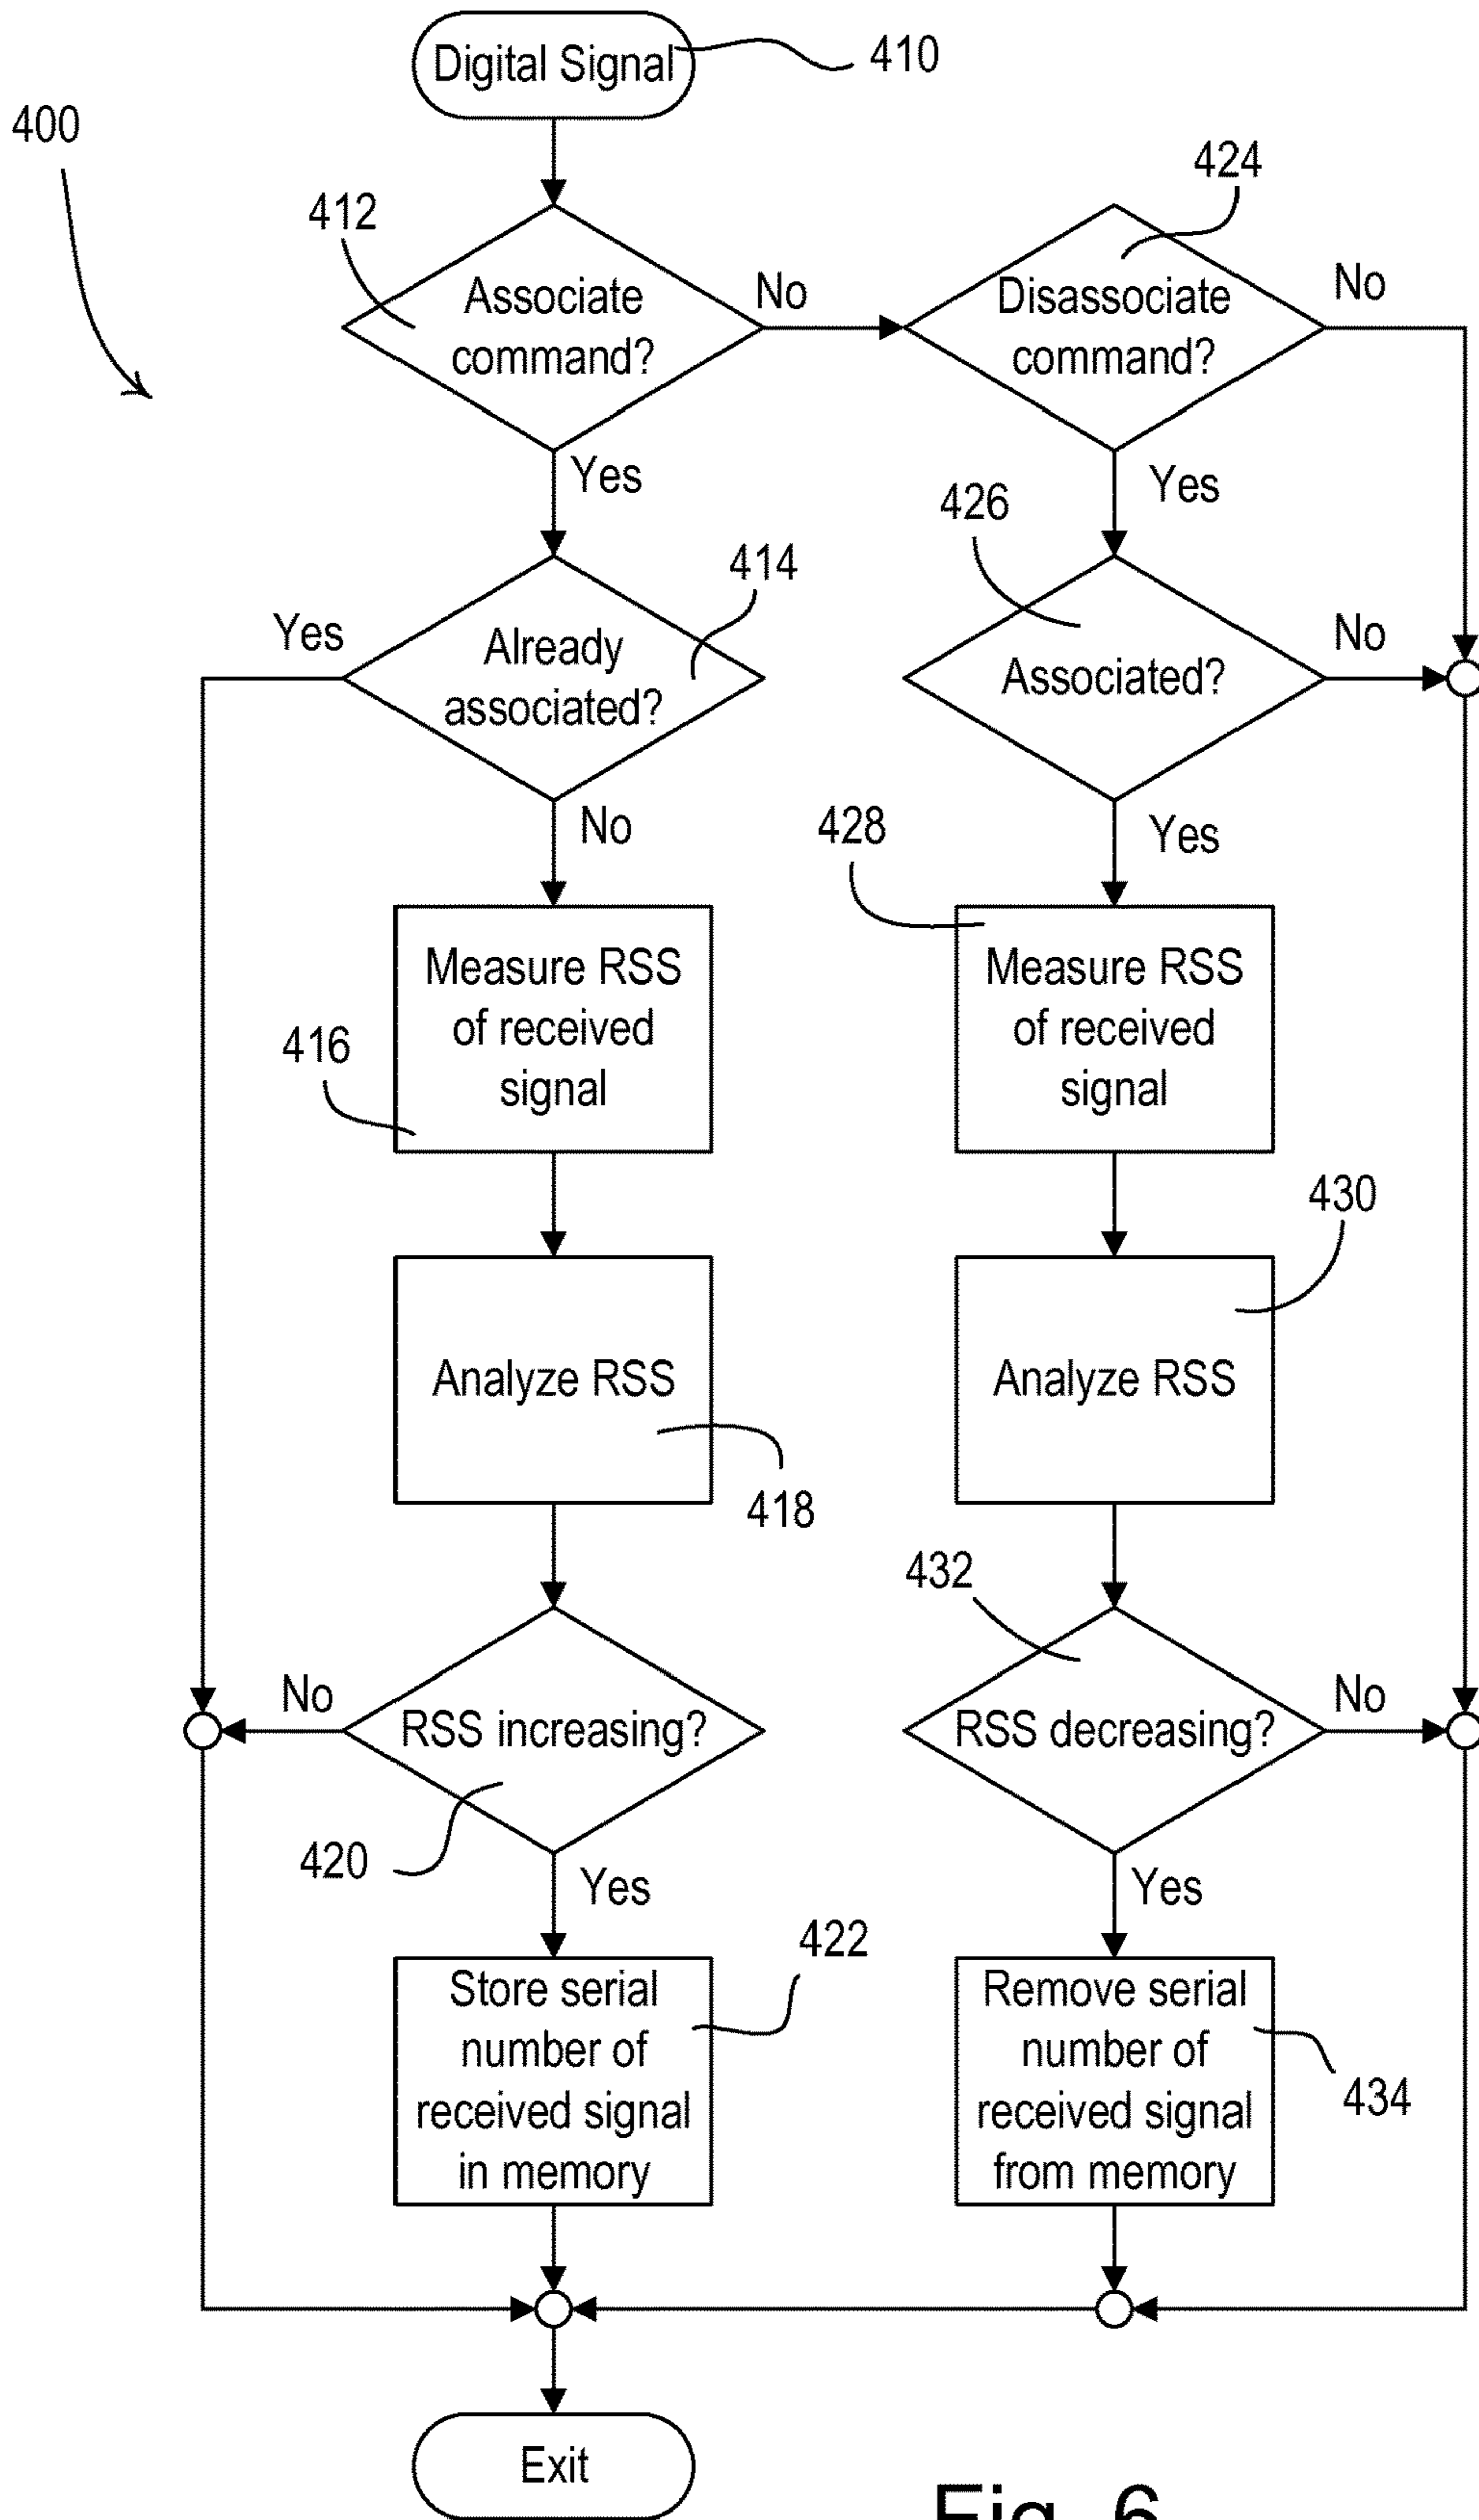 Digital Signal
410
400
424
412
Associate
command?
No
Disassociate
command?
No
Yes
Yes
426
414
Yes
Already
associated?
Associated?
No
No
Yes
428
Measure RSS
of received
signal
416
Measure RSS
of received
signal
430
Analyze RSS
418
Analyze RSS
432
No
RSS increasing?
RSS decreasing?
No
420
Yes
Yes
422
Store serial
number of
received signal
in memory
Remove serial
number of
received signal
from memory
434
Exit
Fig. 6